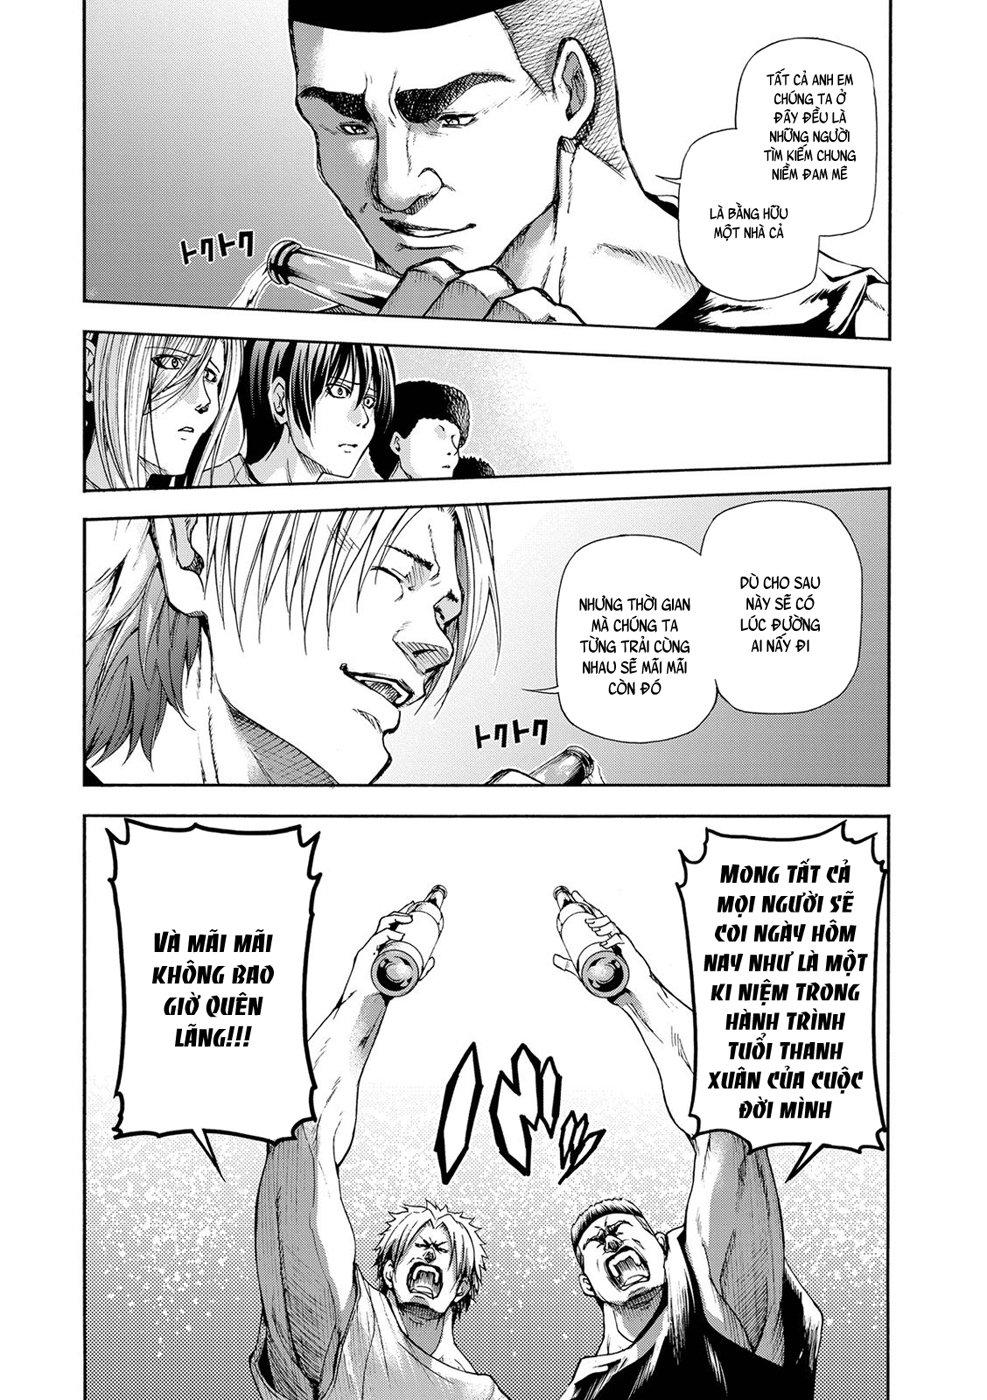 TẤT CẢ ANH EM
CHÚNG TA Ở
ĐÂY ĐỀU LÀ
NHỮNG NGƯỜI
TÌM KIẾM CHUNG
NIỀM ĐAM MÊ
LÀ BẰNG HỮU
MỘT NHÀ CẢ
トクトク
DÙ CHO SAU
NÀY SẼ CÓ
LÚC ĐƯỜNG
AI NẤY ĐI
NHƯNG THỜI GIAN
MÀ CHÚNG TA
TỪNG TRẢI CÙNG
NHAU SẼ MÃI MÃI
CÒN ĐÓ
トクトク
MONG TẤT CẢ
MỌI NGƯỜI SẼ
COI NGÀY HÔM
NAY NHƯ LÀ MỘT
KỈ NIỆM TRONG
HÀNH TRÌNH
TUỔI THANH
XUÂN CỦA CUỘC
ĐỜI MÌNH
VÀ MÃI MÃI
KHÔNG BAO
GIỜ QUÊN
LÃNG!!!
バッ